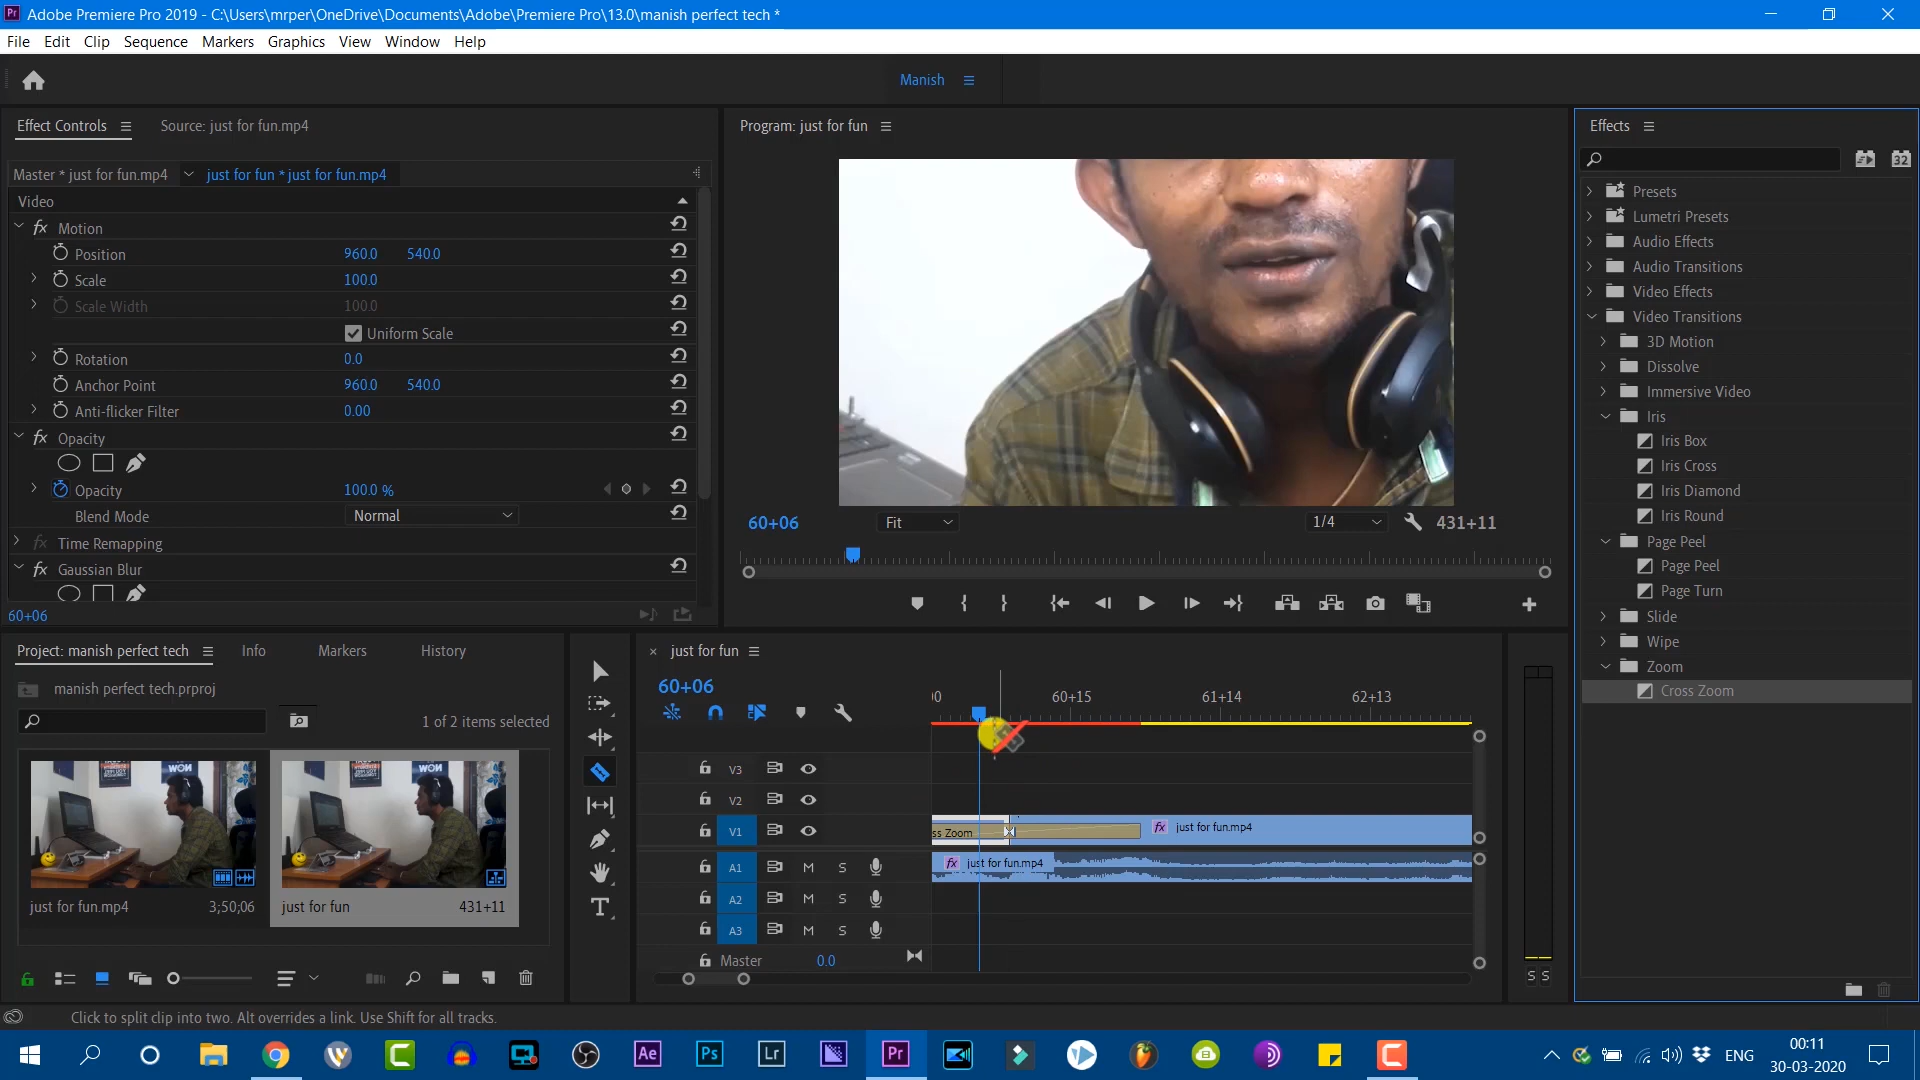 Pr Adobe Premiere Pro 2019 - C:\Users\mrper\OneDrive\Documents\Adobe\Premiere Pro\13.0\manish perfect tech *
File Edit Clip Sequence Markers Graphics View Window Help
Manish
Effect Controls Source: just for fun.mp4
Master * just for fun.mp4 just for fun * just for fun.mp4
Video
fx Motion
Position 960.0 540.0
Scale 100.0
Scale Width 100.0
Uniform Scale
Rotation 0.0
Anchor Point 960.0 540.0
Anti-flicker Filter 0.00
fx Opacity
Opacity 100.0 %
Blend Mode Normal
fx Time Remapping
fx Gaussian Blur
60+06
Program: just for fun
60+06 Fit 1/4 431+11
Effects
32
Presets
Lumetri Presets
Audio Effects
Audio Transitions
Video Effects
Video Transitions
3D Motion
Dissolve
Immersive Video
Iris
Iris Box
Iris Cross
Iris Diamond
Iris Round
Page Peel
Page Peel
Page Turn
Slide
Wipe
Zoom
Cross Zoom
Project: manish perfect tech Info Markers History
manish perfect tech.prproj
1 of 2 items selected
just for fun.mp4 3;50;06
just for fun 431+11
just for fun
60+06
00 60+15 61+14 62+13
V3
V2
V1
ss Zoom fx just for fun.mp4
A1 M S
fx just for fun.mp4
A2 M S
A3 M S
Master 0.0
S S
Click to split clip into two. Alt overrides a link. Use Shift for all tracks.
Ae Ps Lr Pr
ENG
00:11
30-03-2020